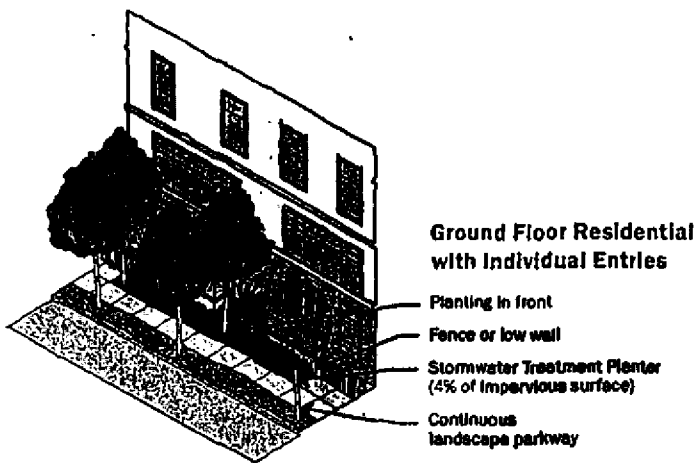 Ground Floor Residential
with Individual Entries
Planting in front
Fence or low wall
Stormwater Treatment Planter
(4% of impervious surface)
Continuous
landscape parkway